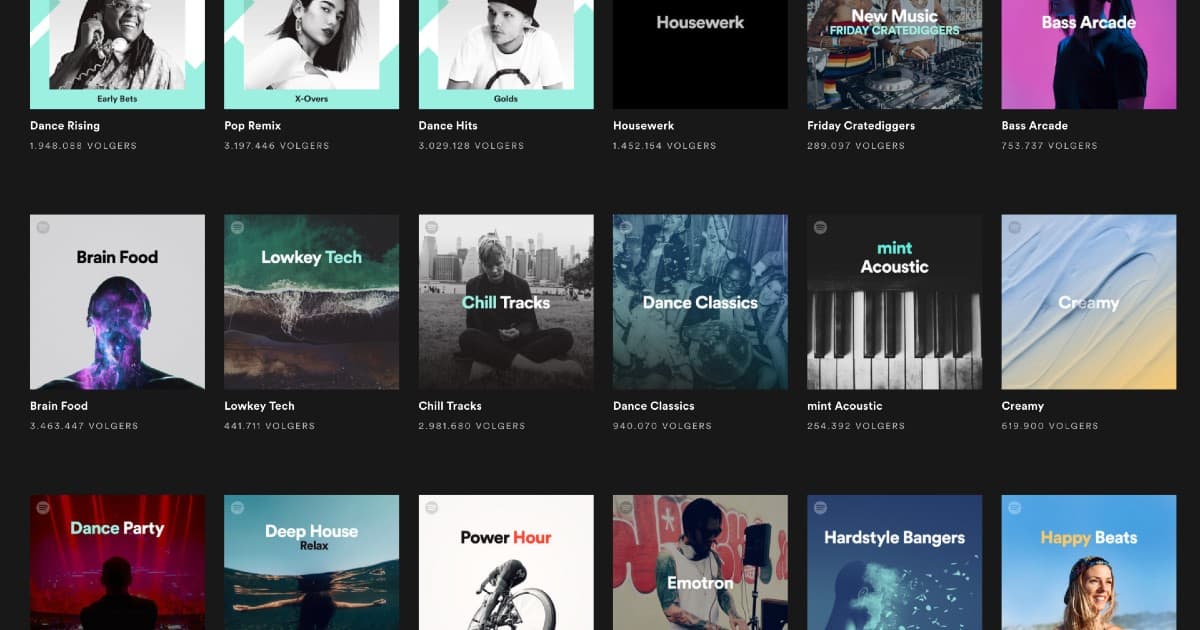 Housewerk
New Music
FRIDAY CRATEDIGGERS
Bass Arcade
Early Bets
X-Overs
Golds
Dance Rising
Pop Remix
Dance Hits
Housewerk
Friday Cratediggers
Bass Arcade
1.948.088 VOLGERS
3.197.446 VOLGERS
3.029.128 VOLGERS
1.452.154 VOLGERS
289.097 VOLGERS
753.737 VOLGERS
Brain Food
Lowkey Tech
Chill Tracks
Dance Classics
mint
Acoustic
Creamy
Brain Food
Lowkey Tech
Chill Tracks
Dance Classics
mint Acoustic
Creamy
3.463.447 VOLGERS
441.711 VOLGERS
2.981.680 VOLGERS
940.070 VOLGERS
254.392 VOLGERS
619.900 VOLGERS
Dance Party
Deep House
Relax
Power Hour
Emotron
Hardstyle Bangers
Happy Beats